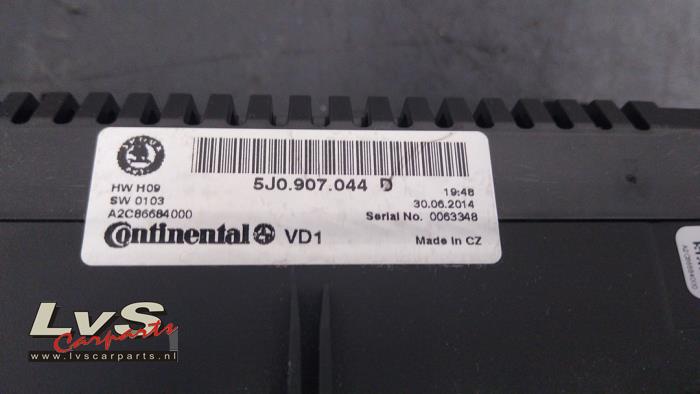 5J0.907.044 D
HW H09
SW 0103
A2C86684000
19:48
30.06.2014
Serial No. 0063348
Continental VD1
Made in CZ
LvS
Carparts
www.lvscarparts.nl